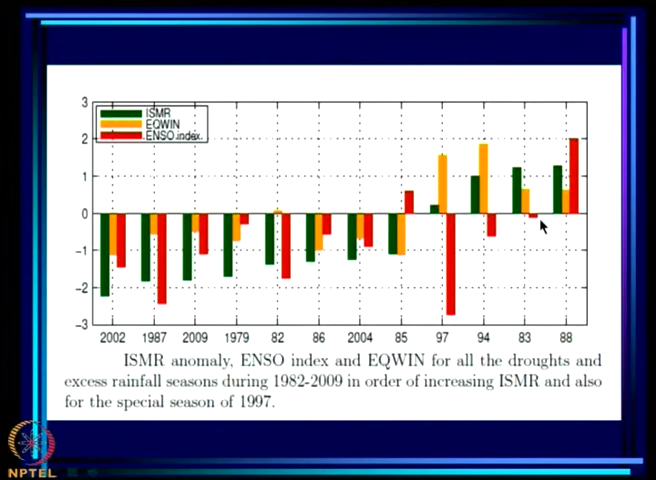 3
2
1
0
−1
−2
−3
ISMR
EQWIN
ENSO index
2002 1987 2009 1979 82 86 2004 85 97 94 83 88
ISMR anomaly, ENSO index and EQWIN for all the droughts and
excess rainfall seasons during 1982-2009 in order of increasing ISMR and also
for the special season of 1997.
NPTEL